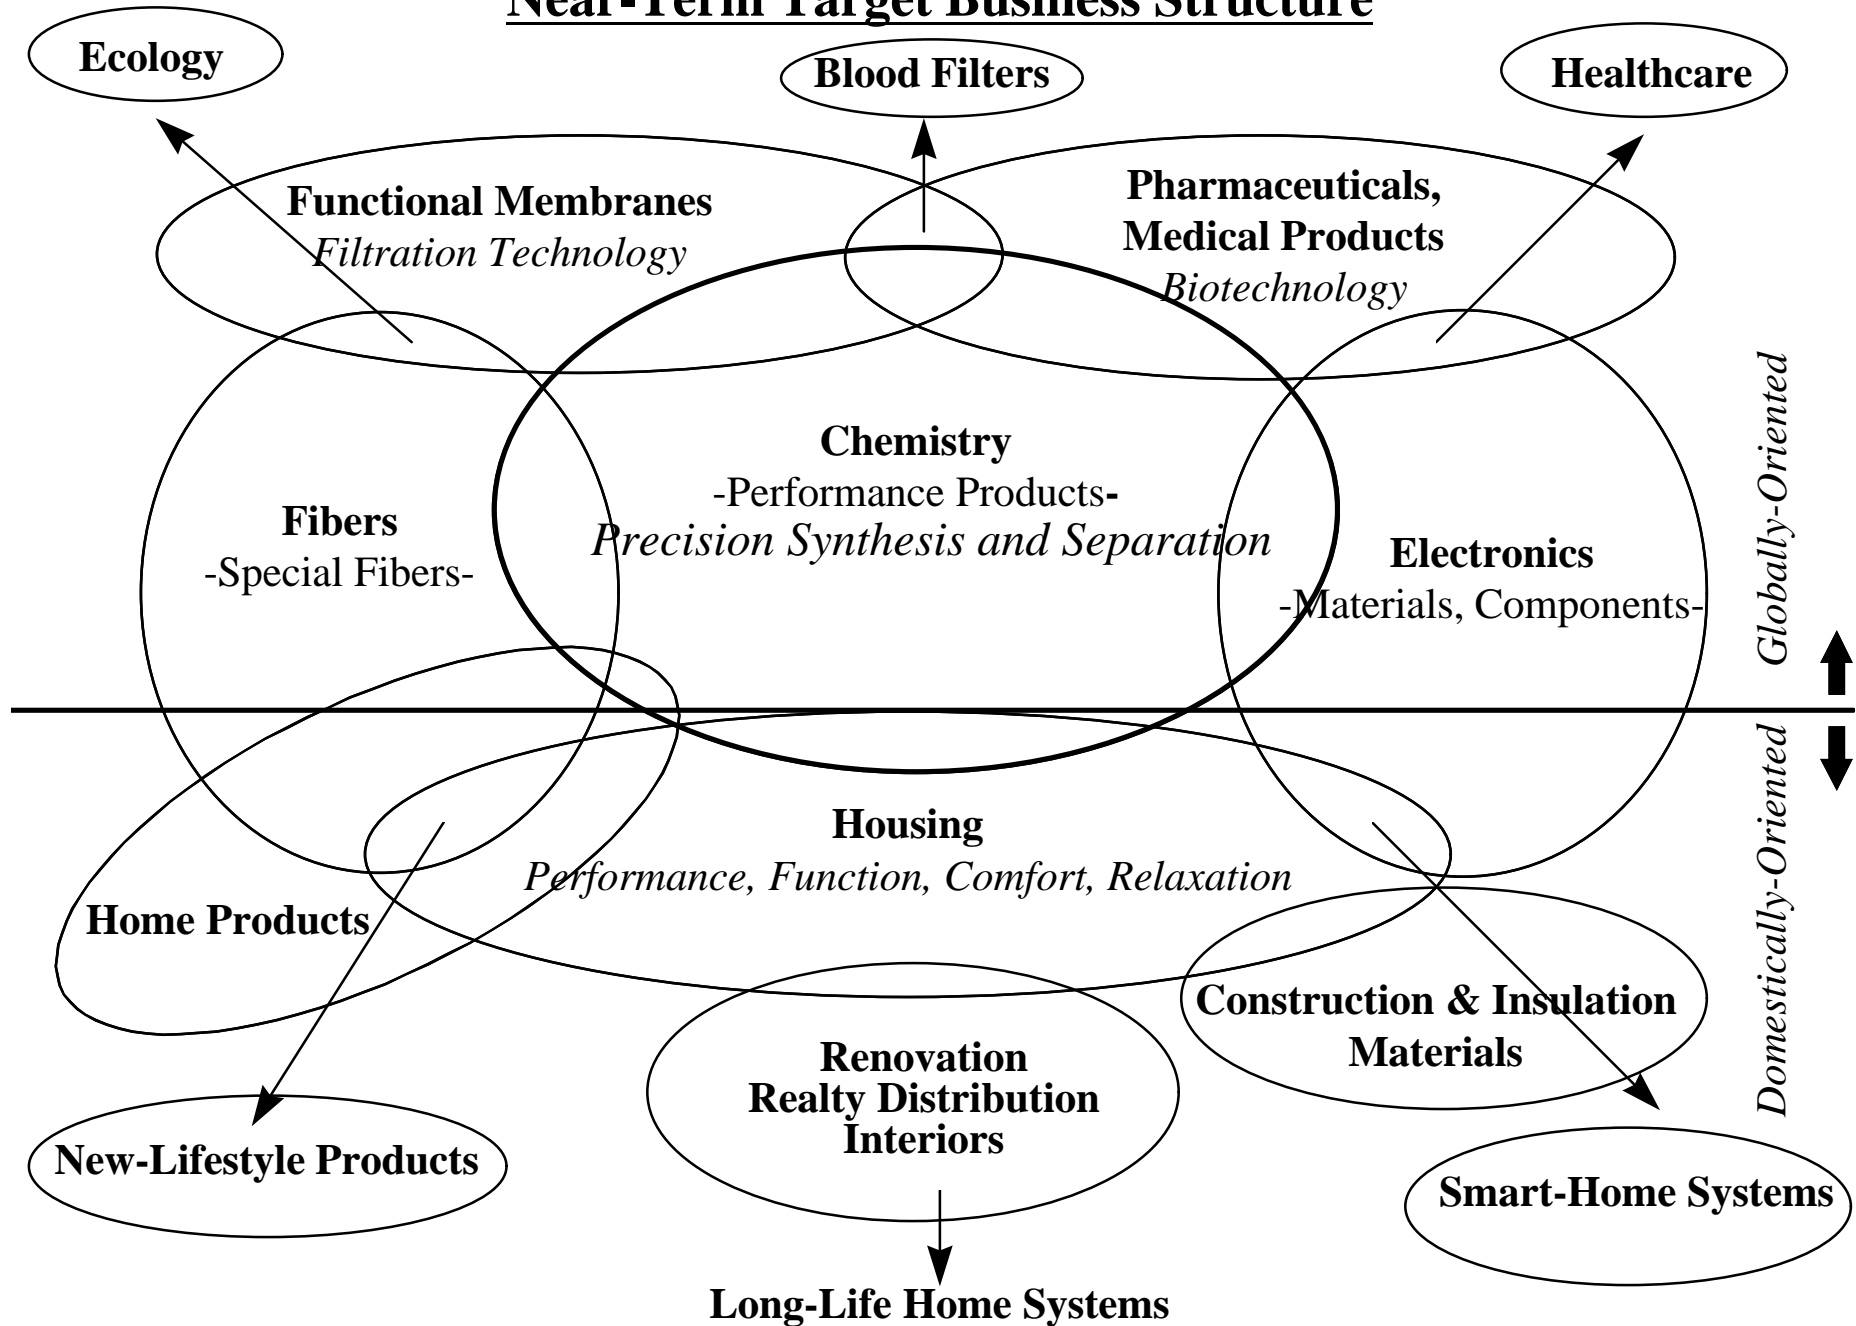 Near-Term Target Business Structure
Ecology
Blood Filters
Healthcare
Functional Membranes
Filtration Technology
Pharmaceuticals,
Medical Products
Biotechnology
Chemistry
-Performance Products-
Precision Synthesis and Separation
Fibers
-Special Fibers-
Electronics
-Materials, Components-
Globally-Oriented
Domestically-Oriented
Housing
Performance, Function, Comfort, Relaxation
Home Products
Construction & Insulation
Materials
Renovation
Realty Distribution
Interiors
New-Lifestyle Products
Smart-Home Systems
Long-Life Home Systems